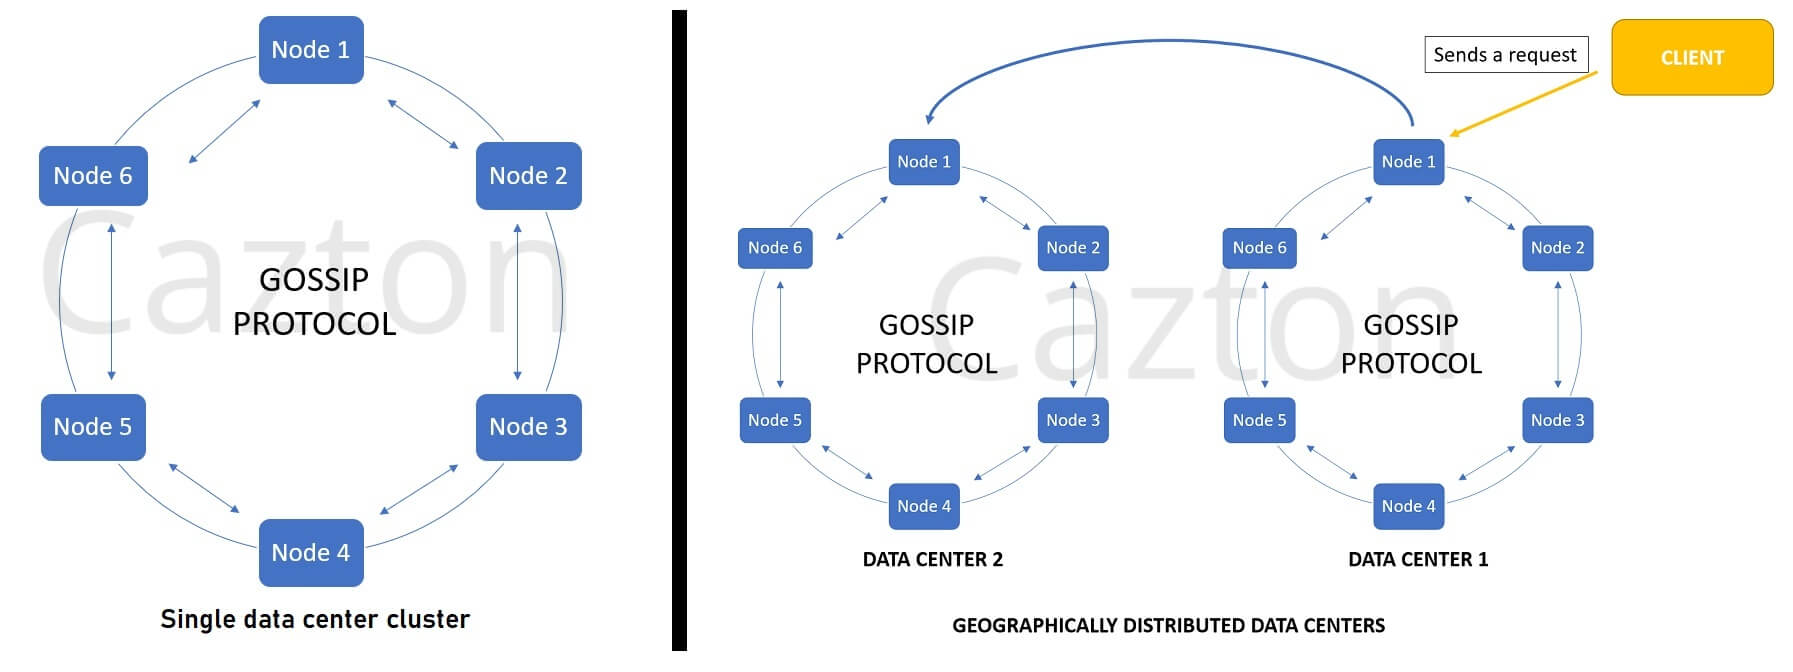 Node 1
Node 6
Node 2
Cazton
GOSSIP
PROTOCOL
Node 5
Node 3
Node 4
Single data center cluster
Sends a request
CLIENT
Node 1
Node 6
Node 2
GOSSIP
PROTOCOL
Node 5
Node 3
Node 4
DATA CENTER 2
Cazton
Node 1
Node 6
Node 2
GOSSIP
PROTOCOL
Node 5
Node 3
Node 4
DATA CENTER 1
GEOGRAPHICALLY DISTRIBUTED DATA CENTERS